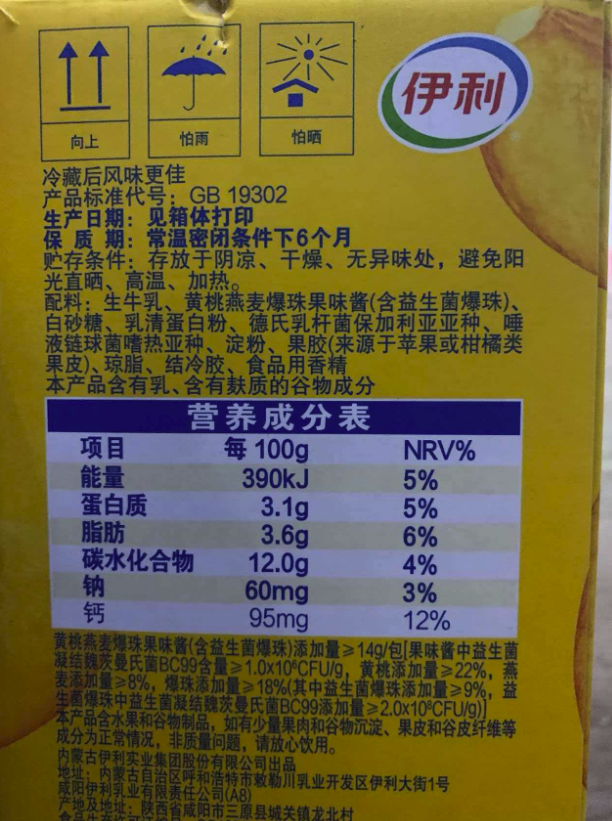 伊利
向上 怕雨 怕晒
冷藏后风味更佳
产品标准代号：GB 19302
生产日期：见箱体打印
保 质 期：常温密闭条件下6个月
贮存条件：存放于阴凉、干燥、无异味处，避免阳
光直晒、高温、加热。
配料：生牛乳、黄桃燕麦爆珠果味酱(含益生菌爆珠)、
白砂糖、乳清蛋白粉、德氏乳杆菌保加利亚亚种、唾
液链球菌嗜热亚种、淀粉、果胶(来源于苹果或柑橘类
果皮)、琼脂、结冷胶、食品用香精
本产品含有乳、含有麸质的谷物成分
营养成分表
项目 每 100g NRV%
能量 390kJ 5%
蛋白质 3.1g 5%
脂肪 3.6g 6%
碳水化合物 12.0g 4%
钠 60mg 3%
钙 95mg 12%
黄桃燕麦爆珠果味酱(含益生菌爆珠)添加量≥14g/包[果味酱中益生菌
凝结魏茨曼氏菌BC99含量≥1.0x10⁶CFU/g，黄桃添加量≥22%，燕
麦添加量≥8%，爆珠添加量≥18%(其中益生菌爆珠添加量≥9%，益
生菌爆珠中益生菌凝结魏茨曼氏菌BC99添加量≥2.0x10⁸CFU/g)]
本产品含水果和谷物制品，如有少量果肉和谷物沉淀、果皮和谷皮纤维等
成分为正常情况，非质量问题，请放心饮用。
内蒙古伊利实业集团股份有限公司出品
地址：内蒙古自治区呼和浩特市敕勒川乳业开发区伊利大街1号
咸阳伊利乳业有限责任公司(A8)
产地及地址：陕西省咸阳市三原县城关镇龙北村